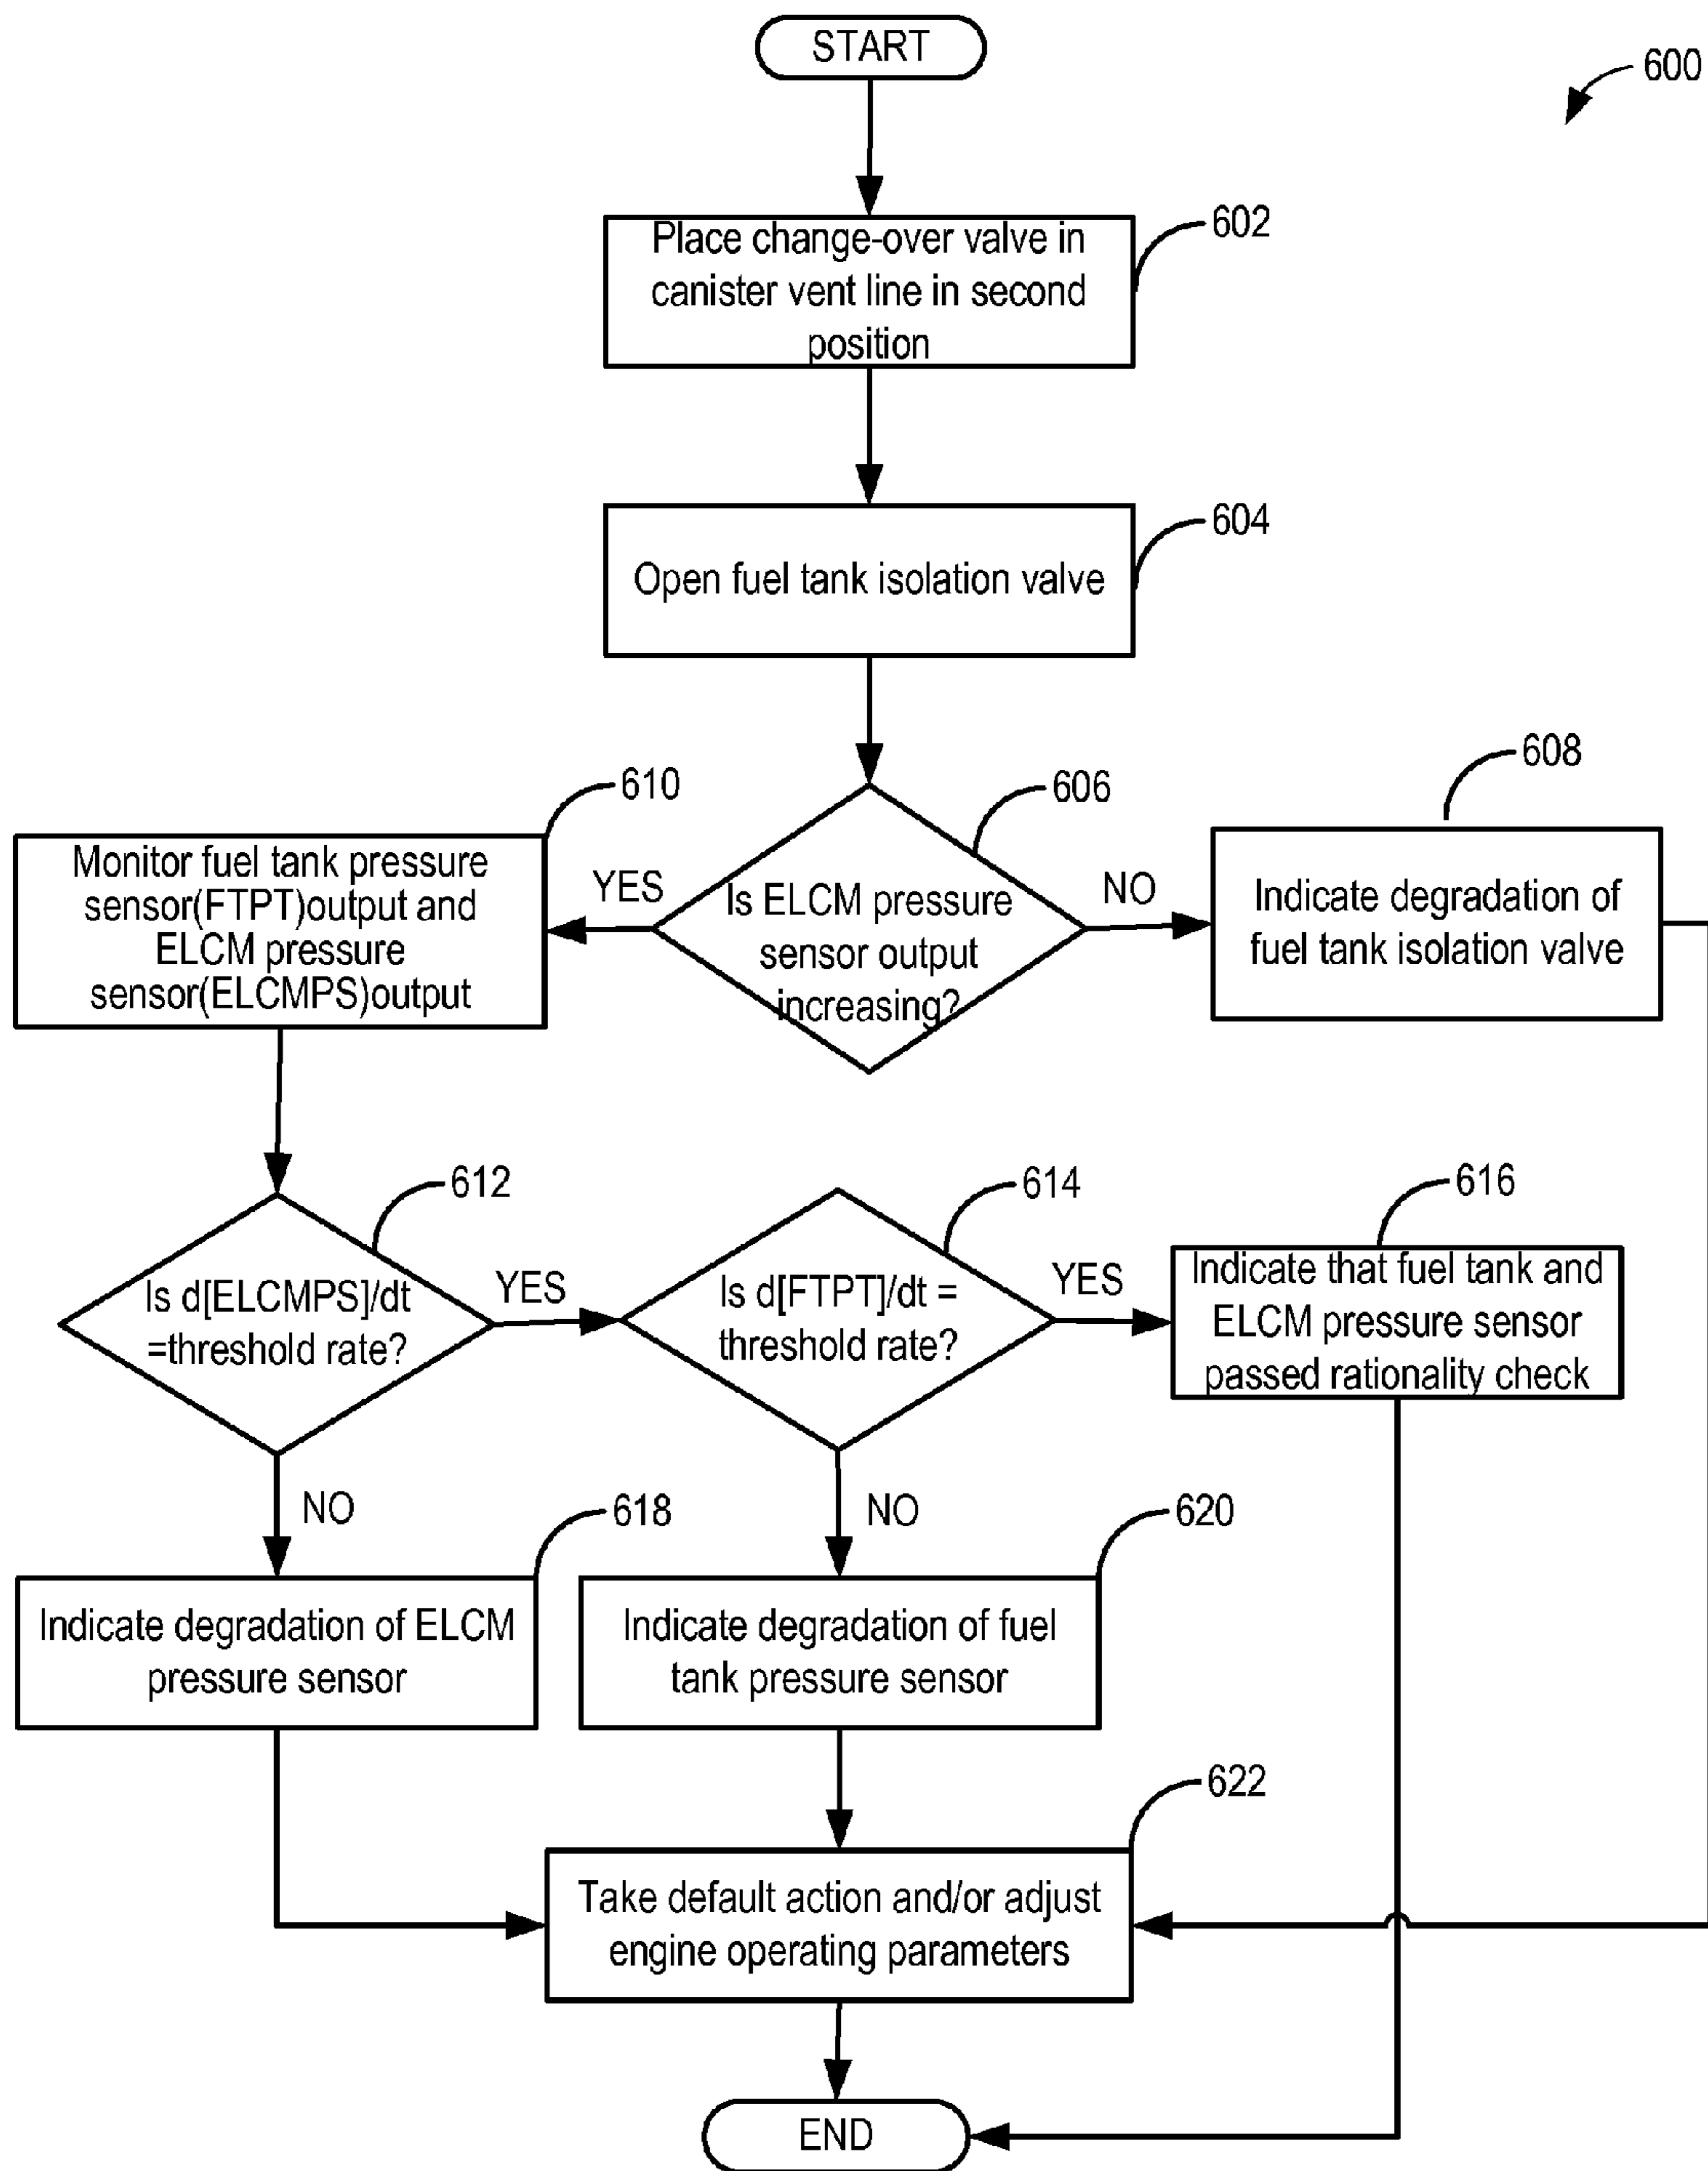 START
600
Place change-over valve in
canister vent line in second
position
602
Open fuel tank isolation valve
604
606
608
610
Monitor fuel tank pressure
sensor(FTPT)output and
ELCM pressure
sensor(ELCMPS)output
YES
Is ELCM pressure
sensor output
increasing?
NO
Indicate degradation of
fuel tank isolation valve
612
614
616
Is d[ELCMPS]/dt
=threshold rate?
YES
Is d[FTPT]/dt =
threshold rate?
YES
Indicate that fuel tank and
ELCM pressure sensor
passed rationality check
NO
618
NO
620
Indicate degradation of ELCM
pressure sensor
Indicate degradation of fuel
tank pressure sensor
622
Take default action and/or adjust
engine operating parameters
END